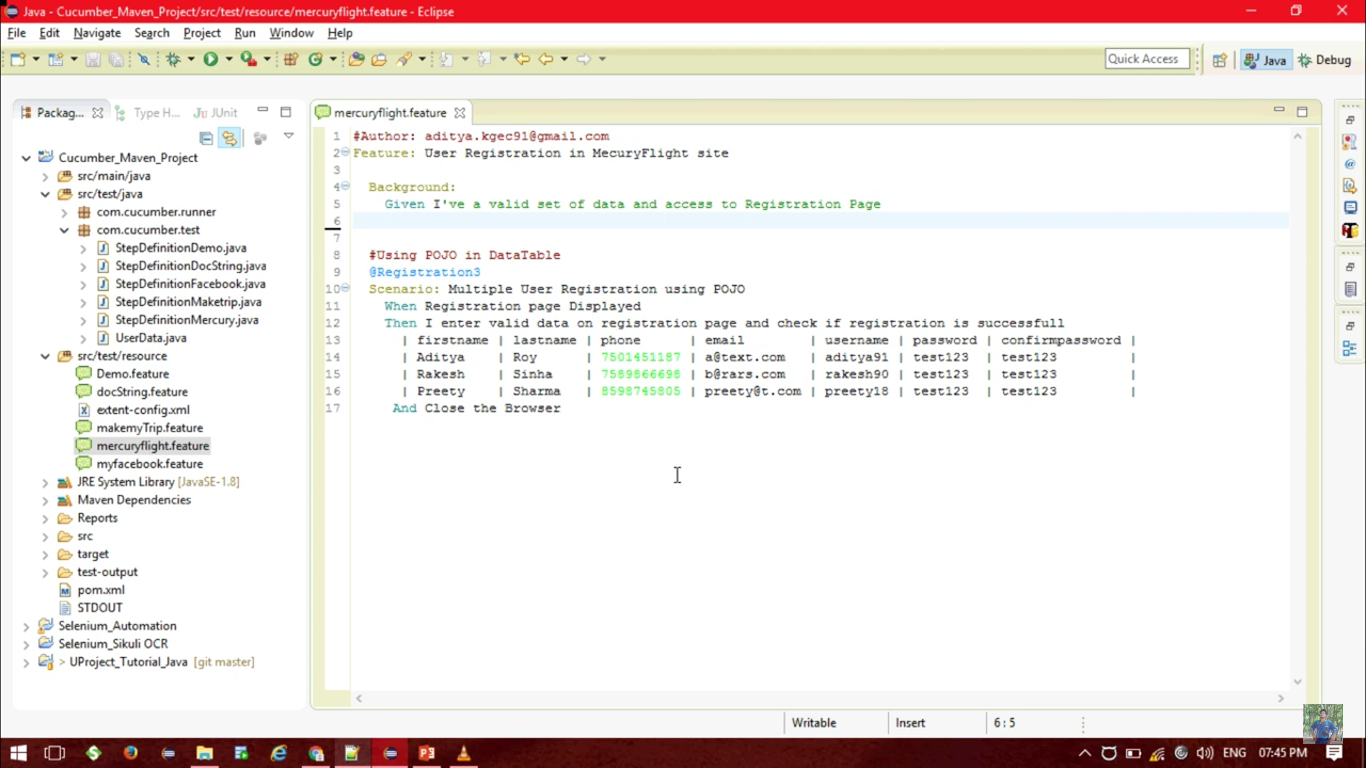 Java - Cucumber_Maven_Project/src/test/resource/mercuryflight.feature - Eclipse
File Edit Navigate Search Project Run Window Help
Quick Access Java Debug
Packag... Type H... JUnit
Cucumber_Maven_Project
src/main/java
src/test/java
com.cucumber.runner
com.cucumber.test
StepDefinitionDemo.java
StepDefinitionDocString.java
StepDefinitionFacebook.java
StepDefinitionMaketrip.java
StepDefinitionMercury.java
UserData.java
src/test/resource
Demo.feature
docString.feature
extent-config.xml
makemyTrip.feature
mercuryflight.feature
myfacebook.feature
JRE System Library [JavaSE-1.8]
Maven Dependencies
Reports
src
target
test-output
pom.xml
STDOUT
Selenium_Automation
Selenium_Sikuli OCR
> UProject_Tutorial_Java [git master]
mercuryflight.feature
1 #Author: aditya.kgec91@gmail.com
2 Feature: User Registration in MecuryFlight site
3
4 Background:
5 Given I've a valid set of data and access to Registration Page
6
7
8 #Using POJO in DataTable
9 @Registration3
10 Scenario: Multiple User Registration using POJO
11 When Registration page Displayed
12 Then I enter valid data on registration page and check if registration is successfull
13 | firstname | lastname | phone | email | username | password | confirmpassword |
14 | Aditya | Roy | 7501451187 | a@text.com | aditya91 | test123 | test123 |
15 | Rakesh | Sinha | 7589866698 | b@rars.com | rakesh90 | test123 | test123 |
16 | Preety | Sharma | 8598745805 | preety@t.com | preety18 | test123 | test123 |
17 And Close the Browser
Writable Insert 6 : 5
ENG 07:45 PM